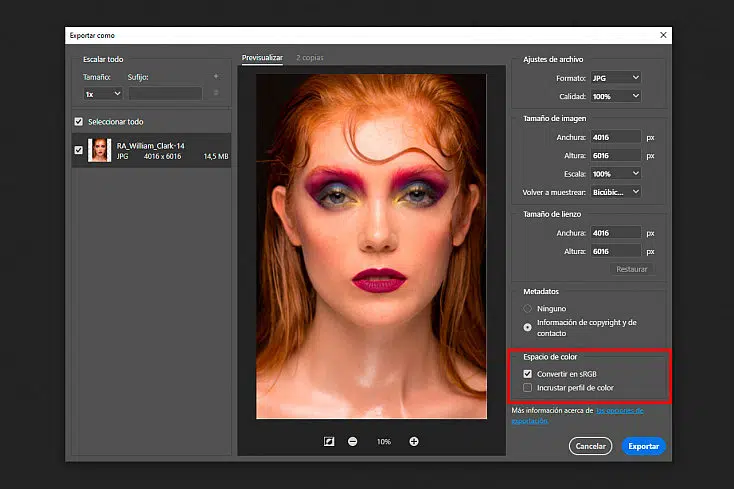 Exportar como
Escalar todo
Tamaño: Sufijo:
1x
Seleccionar todo
RA_William_Clark-14
JPG 4016 x 6016 14,5 MB
Previsualizar 2 copias
10%
Ajustes de archivo
Formato: JPG
Calidad: 100%
Tamaño de imagen
Anchura: 4016 px
Altura: 6016 px
Escala: 100%
Volver a muestrear: Bicúbic...
Tamaño de lienzo
Anchura: 4016 px
Altura: 6016 px
Restaurar
Metadatos
Ninguno
Información de copyright y de
contacto
Espacio de color
Convertir en sRGB
Incrustar perfil de color
Más información acerca de las opciones de
exportación.
Cancelar Exportar